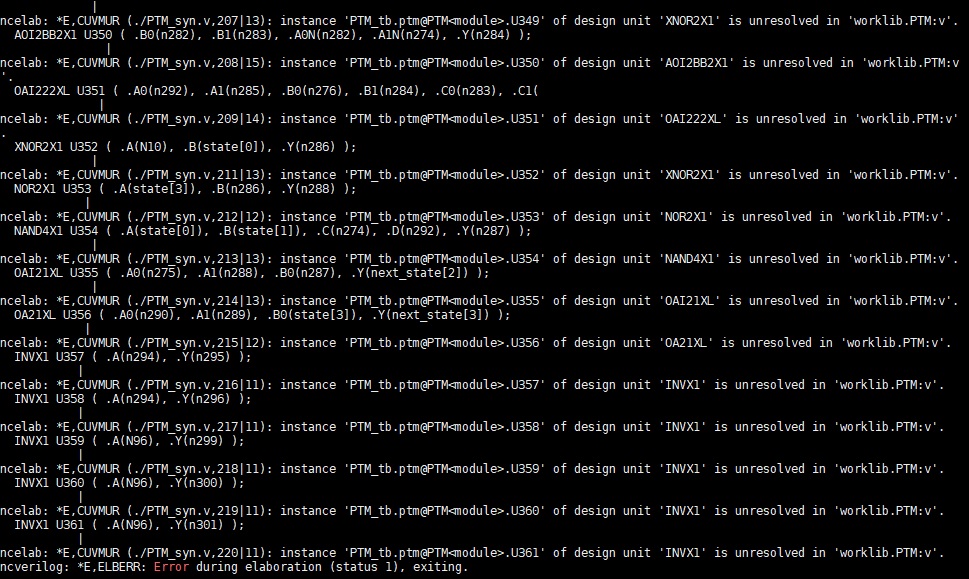 |
ncelab: *E,CUVMUR (./PTM_syn.v,207|13): instance 'PTM_tb.ptm@PTM<module>.U349' of design unit 'XNOR2X1' is unresolved in 'worklib.PTM:v'.
  AOI2BB2X1 U350 ( .B0(n282), .B1(n283), .A0N(n282), .A1N(n274), .Y(n284) );
|
ncelab: *E,CUVMUR (./PTM_syn.v,208|15): instance 'PTM_tb.ptm@PTM<module>.U350' of design unit 'AOI2BB2X1' is unresolved in 'worklib.PTM:v
'.
  OAI222XL U351 ( .A0(n292), .A1(n285), .B0(n276), .B1(n284), .C0(n283), .C1(
|
ncelab: *E,CUVMUR (./PTM_syn.v,209|14): instance 'PTM_tb.ptm@PTM<module>.U351' of design unit 'OAI222XL' is unresolved in 'worklib.PTM:v'
.
  XNOR2X1 U352 ( .A(N10), .B(state[0]), .Y(n286) );
|
ncelab: *E,CUVMUR (./PTM_syn.v,211|13): instance 'PTM_tb.ptm@PTM<module>.U352' of design unit 'XNOR2X1' is unresolved in 'worklib.PTM:v'.
  NOR2X1 U353 ( .A(state[3]), .B(n286), .Y(n288) );
|
ncelab: *E,CUVMUR (./PTM_syn.v,212|12): instance 'PTM_tb.ptm@PTM<module>.U353' of design unit 'NOR2X1' is unresolved in 'worklib.PTM:v'.
  NAND4X1 U354 ( .A(state[0]), .B(state[1]), .C(n274), .D(n292), .Y(n287) );
|
ncelab: *E,CUVMUR (./PTM_syn.v,213|13): instance 'PTM_tb.ptm@PTM<module>.U354' of design unit 'NAND4X1' is unresolved in 'worklib.PTM:v'.
  OAI21XL U355 ( .A0(n275), .A1(n288), .B0(n287), .Y(next_state[2]) );
|
ncelab: *E,CUVMUR (./PTM_syn.v,214|13): instance 'PTM_tb.ptm@PTM<module>.U355' of design unit 'OAI21XL' is unresolved in 'worklib.PTM:v'.
  OA21XL U356 ( .A0(n290), .A1(n289), .B0(state[3]), .Y(next_state[3]) );
|
ncelab: *E,CUVMUR (./PTM_syn.v,215|12): instance 'PTM_tb.ptm@PTM<module>.U356' of design unit 'OA21XL' is unresolved in 'worklib.PTM:v'.
  INVX1 U357 ( .A(n294), .Y(n295) );
|
ncelab: *E,CUVMUR (./PTM_syn.v,216|11): instance 'PTM_tb.ptm@PTM<module>.U357' of design unit 'INVX1' is unresolved in 'worklib.PTM:v'.
  INVX1 U358 ( .A(n294), .Y(n296) );
|
ncelab: *E,CUVMUR (./PTM_syn.v,217|11): instance 'PTM_tb.ptm@PTM<module>.U358' of design unit 'INVX1' is unresolved in 'worklib.PTM:v'.
  INVX1 U359 ( .A(N96), .Y(n299) );
|
ncelab: *E,CUVMUR (./PTM_syn.v,218|11): instance 'PTM_tb.ptm@PTM<module>.U359' of design unit 'INVX1' is unresolved in 'worklib.PTM:v'.
  INVX1 U360 ( .A(N96), .Y(n300) );
|
ncelab: *E,CUVMUR (./PTM_syn.v,219|11): instance 'PTM_tb.ptm@PTM<module>.U360' of design unit 'INVX1' is unresolved in 'worklib.PTM:v'.
  INVX1 U361 ( .A(N96), .Y(n301) );
|
ncelab: *E,CUVMUR (./PTM_syn.v,220|11): instance 'PTM_tb.ptm@PTM<module>.U361' of design unit 'INVX1' is unresolved in 'worklib.PTM:v'.
ncverilog: *E,ELBERR: Error during elaboration (status 1), exiting.